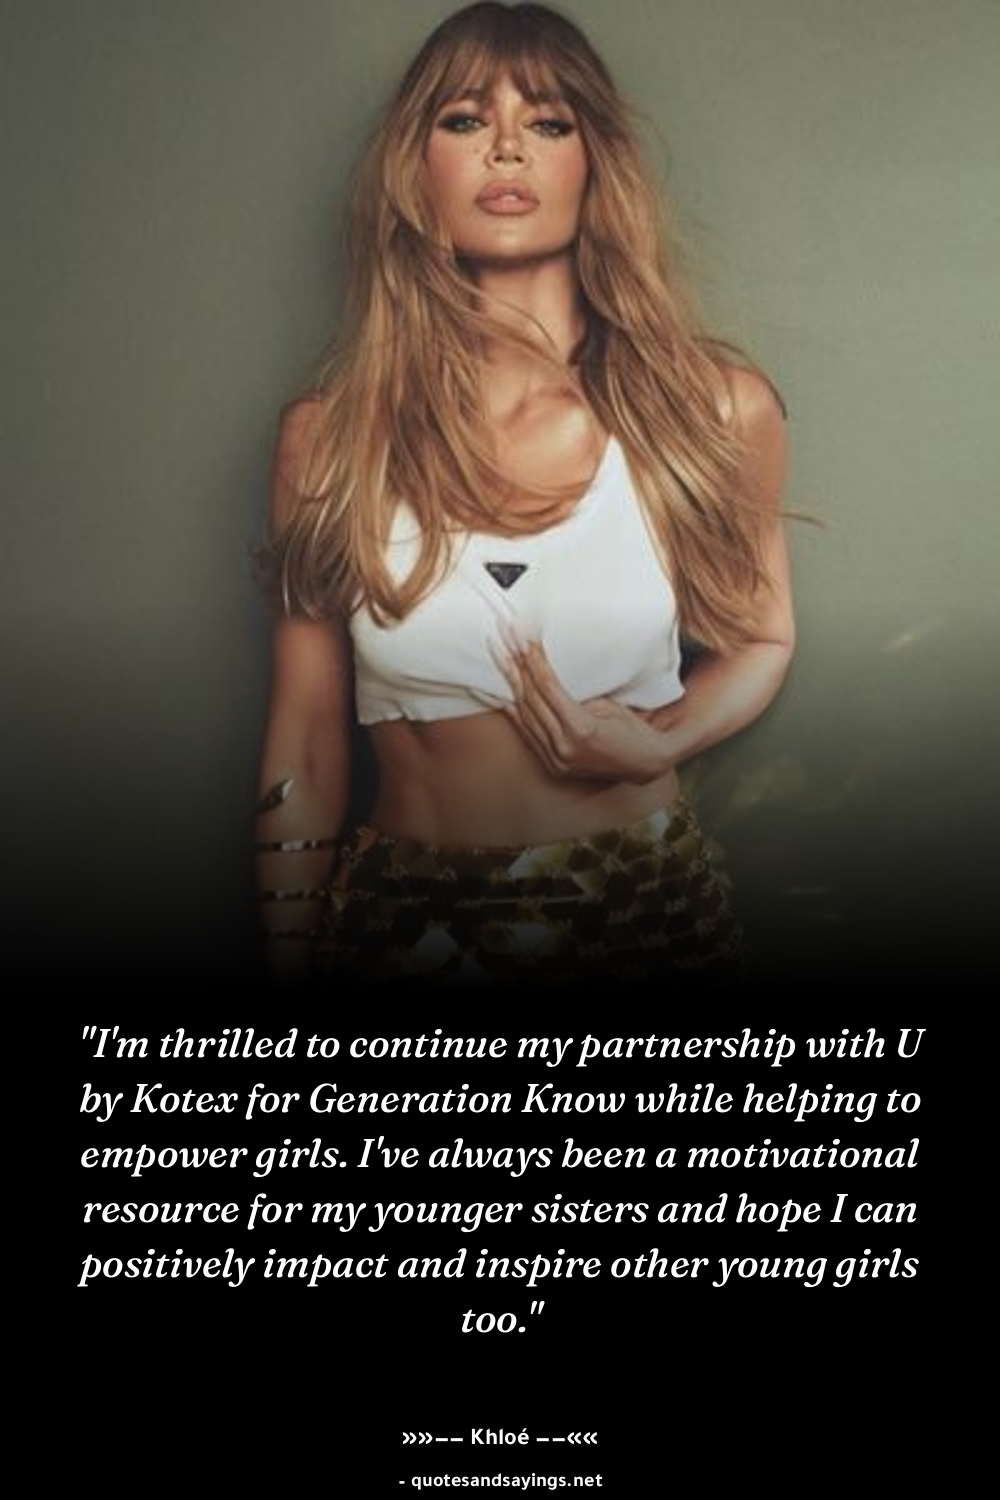 "I'm thrilled to continue my partnership with U
by Kotex for Generation Know while helping to
empower girls. I've always been a motivational
resource for my younger sisters and hope I can
positively impact and inspire other young girls
too."
»»–– Khloé ––««
- quotesandsayings.net